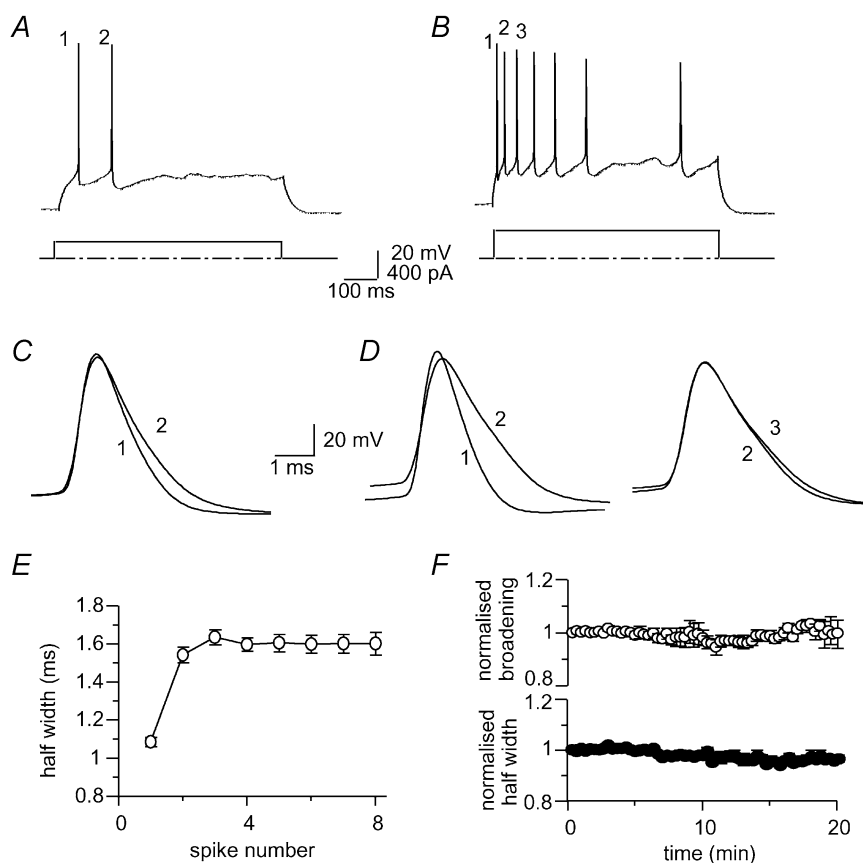 A
B
1
2
1
2
3
20 mV
400 pA
100 ms
C
D
2
1
20 mV
1 ms
2
1
3
2
E
F
1.8
1.6
1.4
1.2
1
0.8
half width (ms)
0
4
8
spike number
normalised
broadening
1.2
1
0.8
normalised
half width
1.2
1
0.8
0
10
20
time (min)